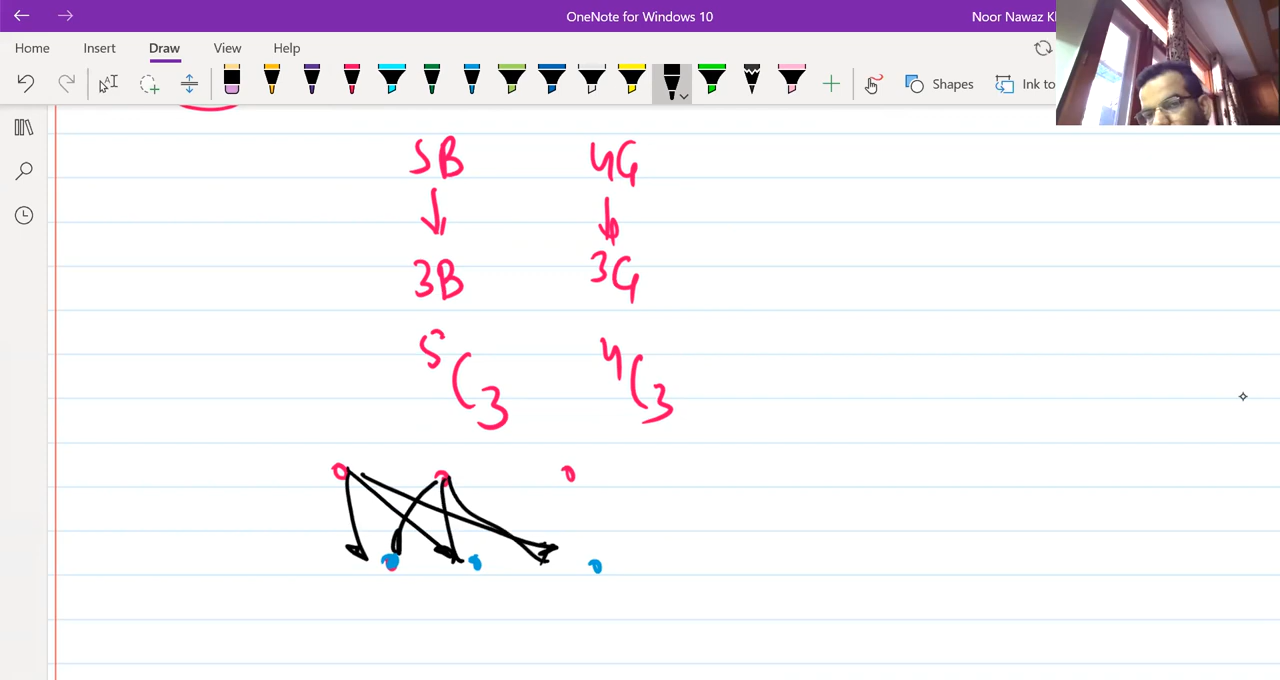 OneNote for Windows 10
Noor Nawaz Kh
Home Insert Draw View Help
Shapes
Ink to
5B 4G
3B 3G
5C3 4C3